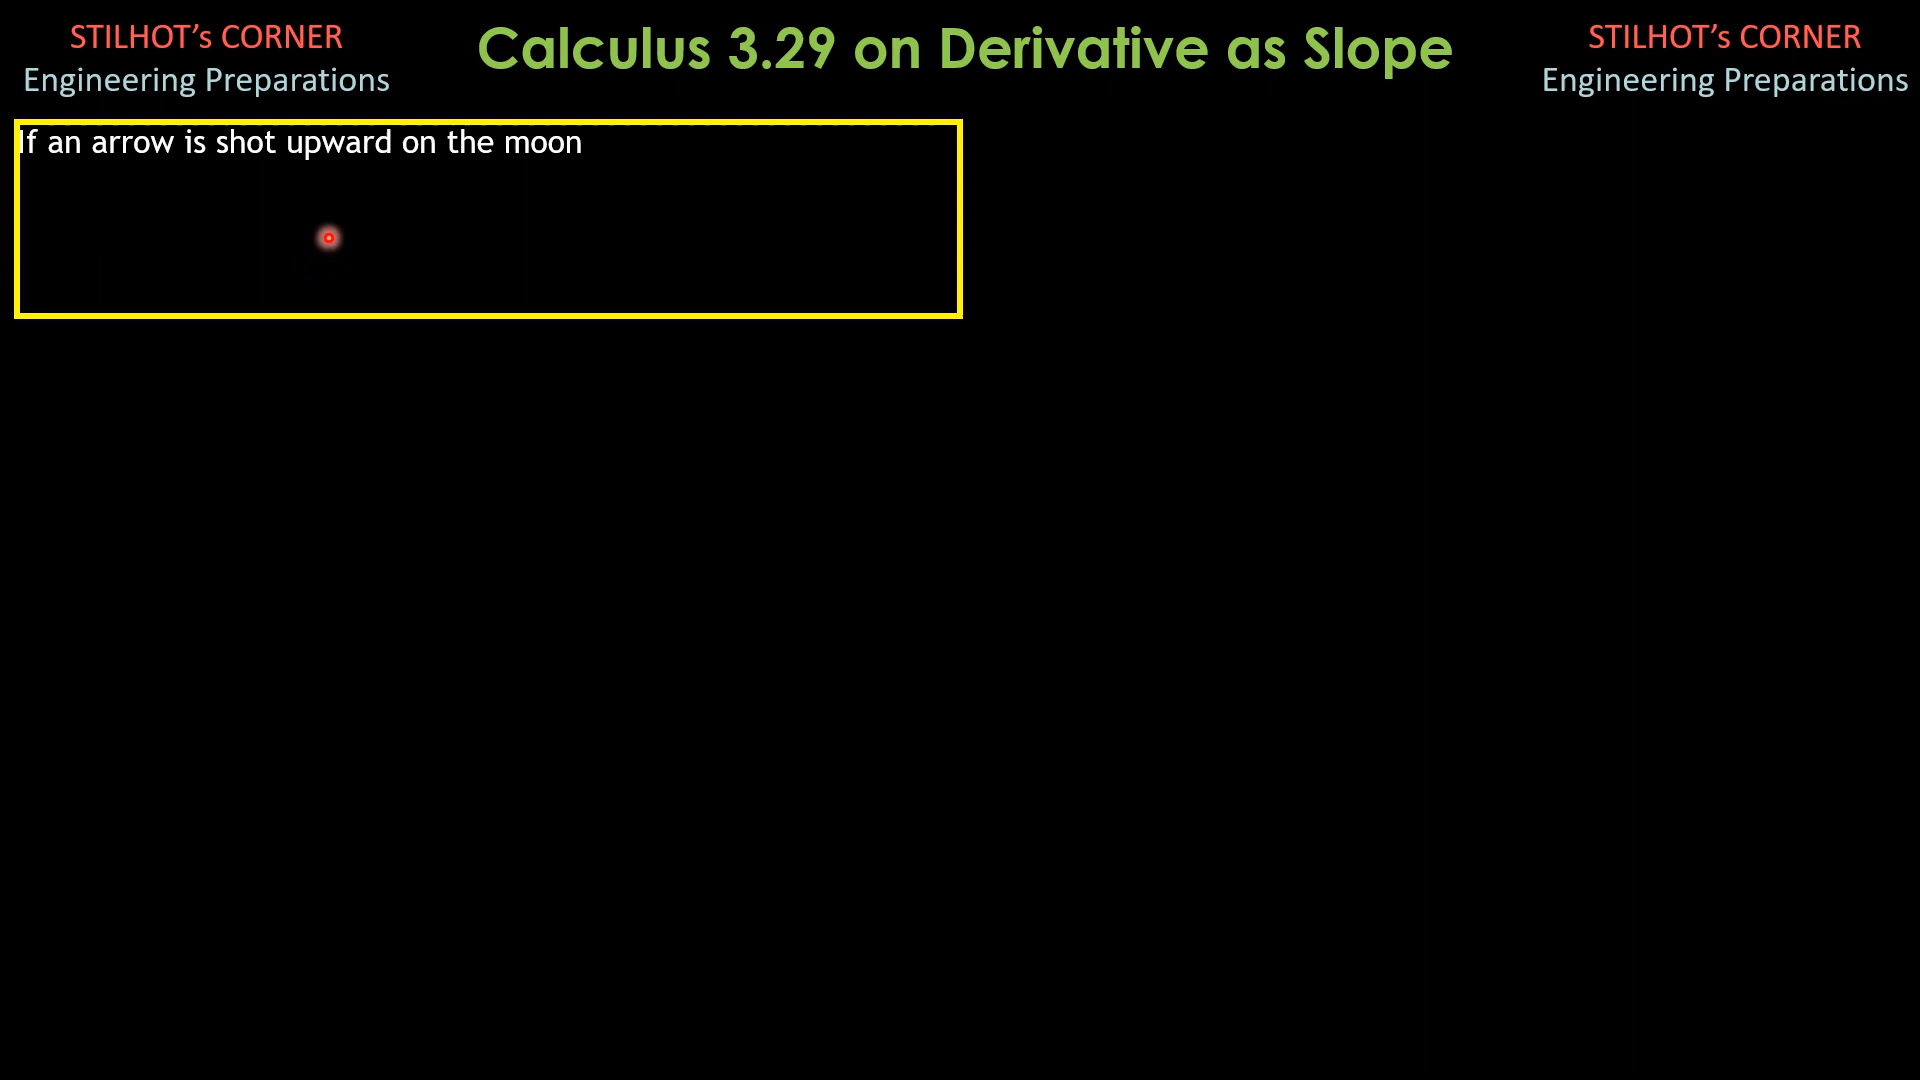 STILHOT’s CORNER
Engineering Preparations
Calculus 3.29 on Derivative as Slope
STILHOT’s CORNER
Engineering Preparations
If an arrow is shot upward on the moon